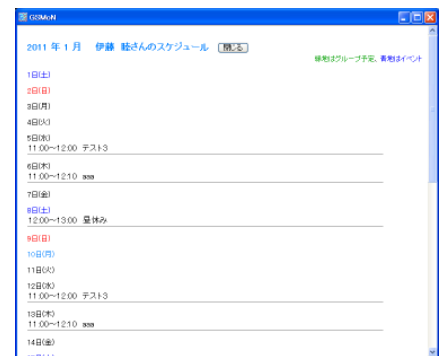 GSMoN
2011 年 1 月 伊藤 睦さんのスケジュール 閉じる
緑地はグループ予定、青地はイベント
1日(土)
2日(日)
3日(月)
4日(火)
5日(水)
11:00~12:00 テスト3
6日(木)
11:00~12:10 aaa
7日(金)
8日(土)
12:00~13:00 昼休み
9日(日)
10日(月)
11日(火)
12日(水)
11:00~12:00 テスト3
13日(木)
11:00~12:10 aaa
14日(金)